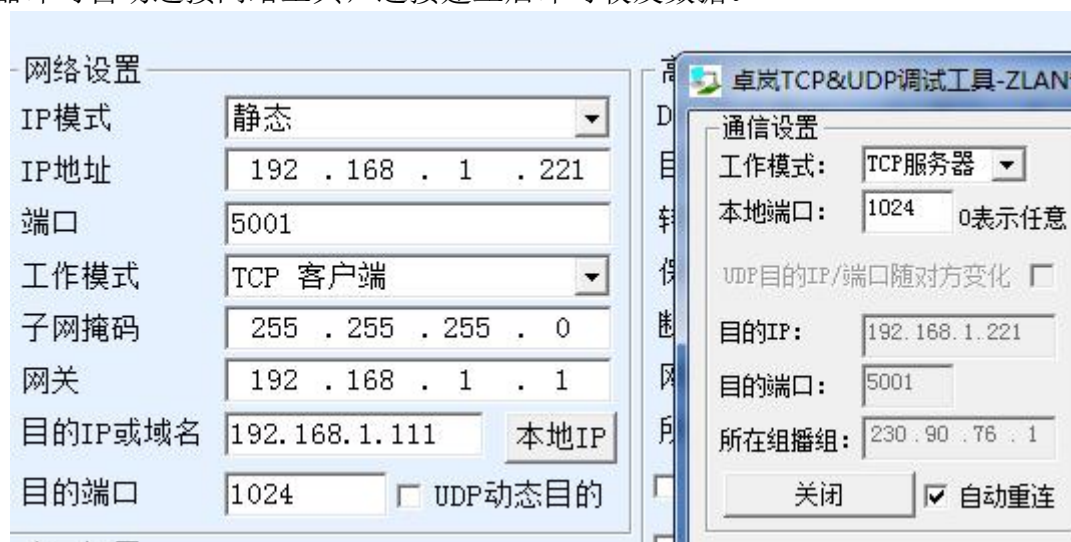 网络设置
IP模式 静态
IP地址 192 . 168 . 1 . 221
端口 5001
工作模式 TCP 客户端
子网掩码 255 . 255 . 255 . 0
网关 192 . 168 . 1 . 1
目的IP或域名 192.168.1.111 本地IP
目的端口 1024 UDP动态目的
卓岚TCP&UDP调试工具-ZLAN
通信设置
工作模式: TCP服务器
本地端口: 1024 0表示任意
UDP目的IP/端口随对方变化
目的IP: 192.168.1.221
目的端口: 5001
所在组播组: 230 . 90 . 76 . 1
关闭 自动重连